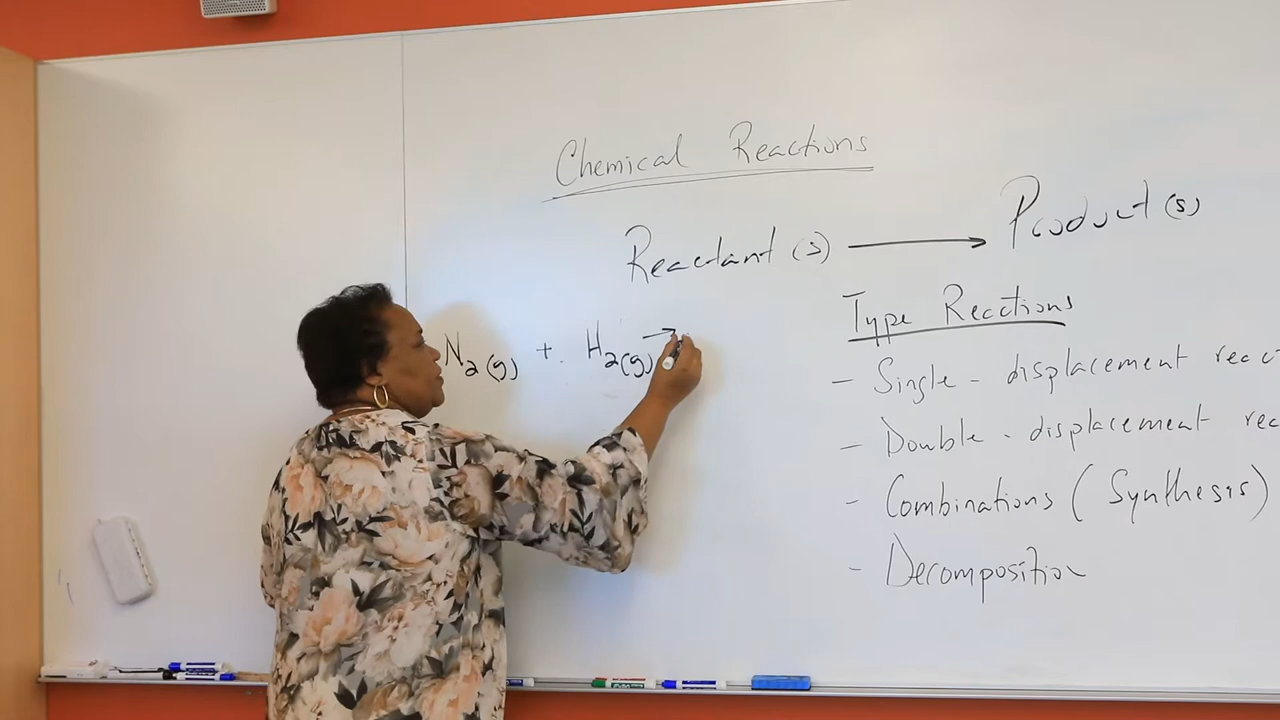 Chemical Reactions
Reactant(s) ⟶ Product(s)
N₂(g) + H₂(g) →
Type Reactions
- Single - displacement
- Double - displacement
- Combinations (Synthesis)
- Decomposition